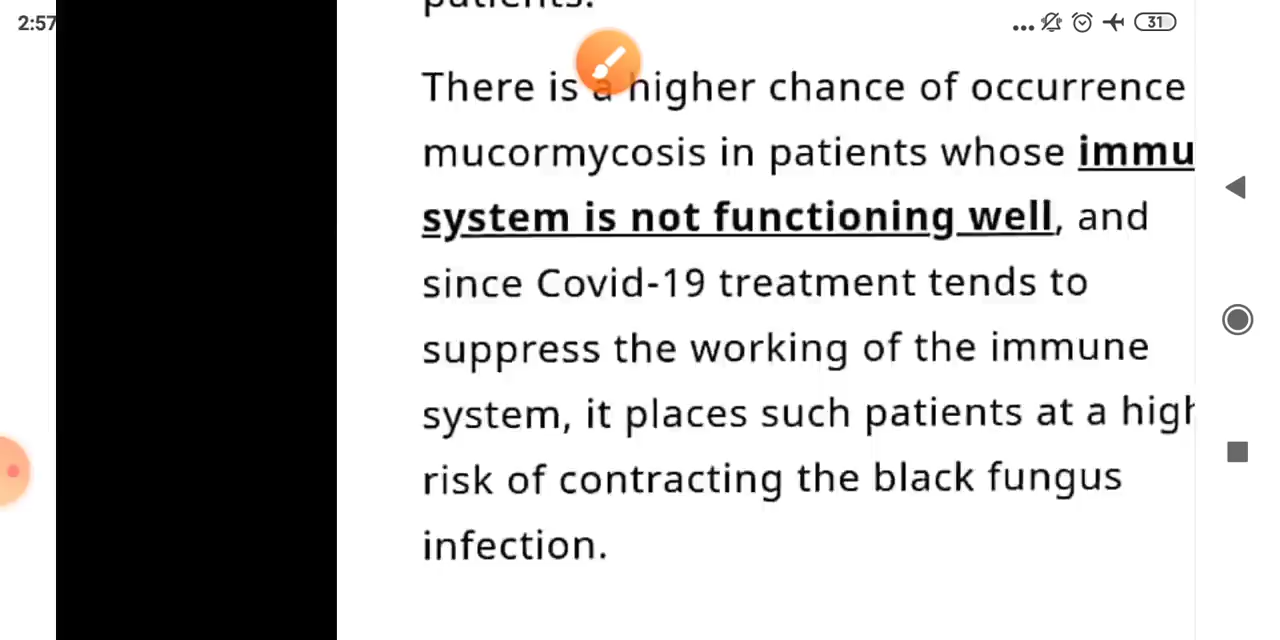 2:57
31
patients.
There is a higher chance of occurrence
mucormycosis in patients whose immu
system is not functioning well, and
since Covid-19 treatment tends to
suppress the working of the immune
system, it places such patients at a high
risk of contracting the black fungus
infection.